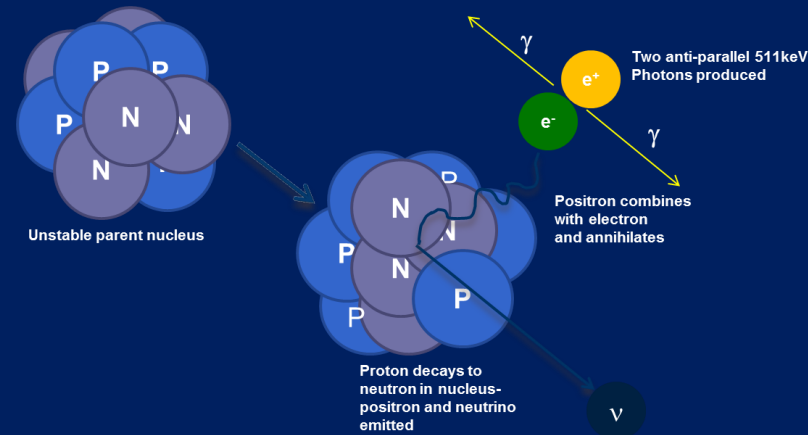 γ
Two anti-parallel 511keV
Photons produced
e+
e-
γ
P
P
P
N
N
N
Unstable parent nucleus
P
N
N
P
N
P
P
Positron combines
with electron
and annihilates
Proton decays to
neutron in nucleus-
positron and neutrino
emitted
ν